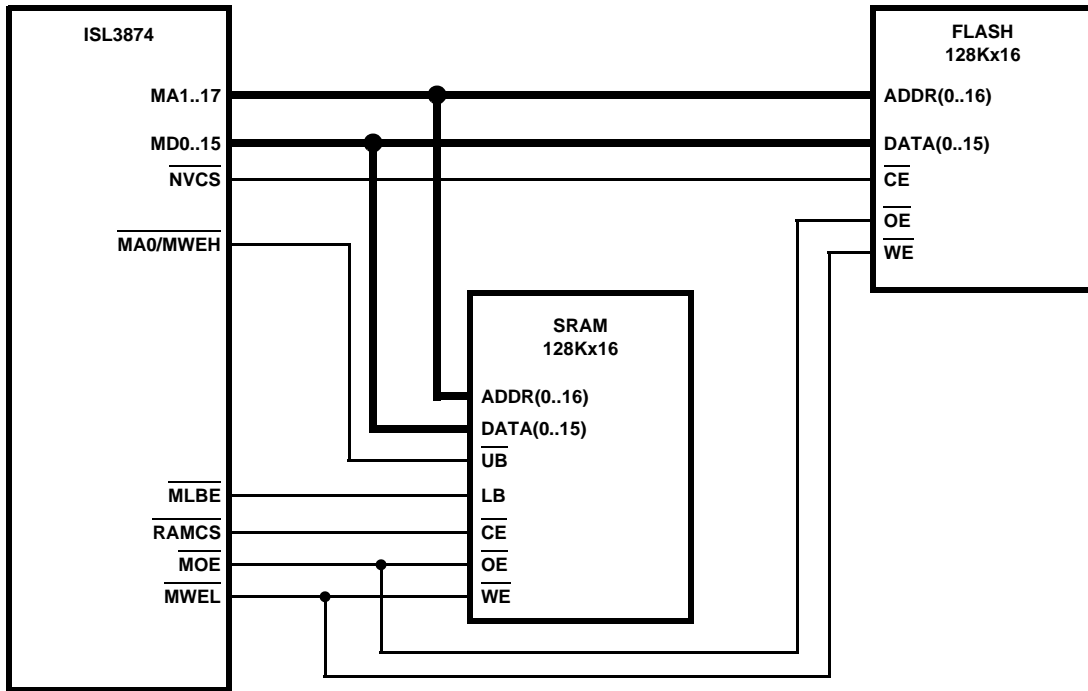 ISL3874
MA1..17
MD0..15
NVCS
MA0/MWEH
MLBE
RAMCS
MOE
MWEL
SRAM
128Kx16
ADDR(0..16)
DATA(0..15)
UB
LB
CE
OE
WE
FLASH
128Kx16
ADDR(0..16)
DATA(0..15)
CE
OE
WE